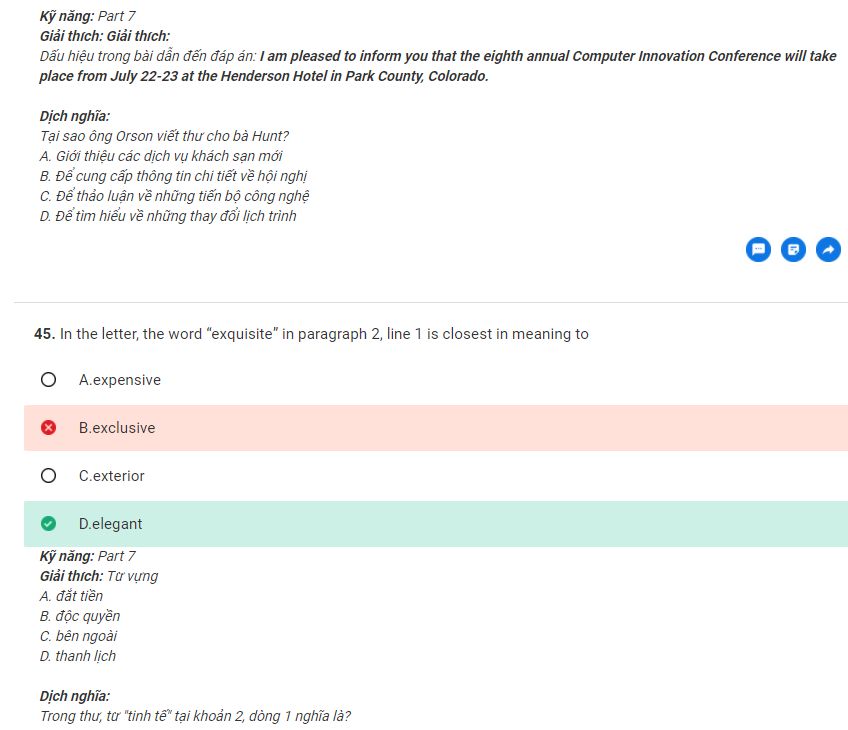 Kỹ năng: Part 7
Giải thích: Giải thích:
Dấu hiệu trong bài dẫn đến đáp án: I am pleased to inform you that the eighth annual Computer Innovation Conference will take
place from July 22-23 at the Henderson Hotel in Park County, Colorado.
Dịch nghĩa:
Tại sao ông Orson viết thư cho bà Hunt?
A. Giới thiệu các dịch vụ khách sạn mới
B. Để cung cấp thông tin chi tiết về hội nghị
C. Để thảo luận về những tiến bộ công nghệ
D. Để tìm hiểu về những thay đổi lịch trình
45. In the letter, the word “exquisite” in paragraph 2, line 1 is closest in meaning to
A.expensive
B.exclusive
C.exterior
D.elegant
Kỹ năng: Part 7
Giải thích: Từ vựng
A. đắt tiền
B. độc quyền
C. bên ngoài
D. thanh lịch
Dịch nghĩa:
Trong thư, từ "tinh tế" tại khoản 2, dòng 1 nghĩa là?